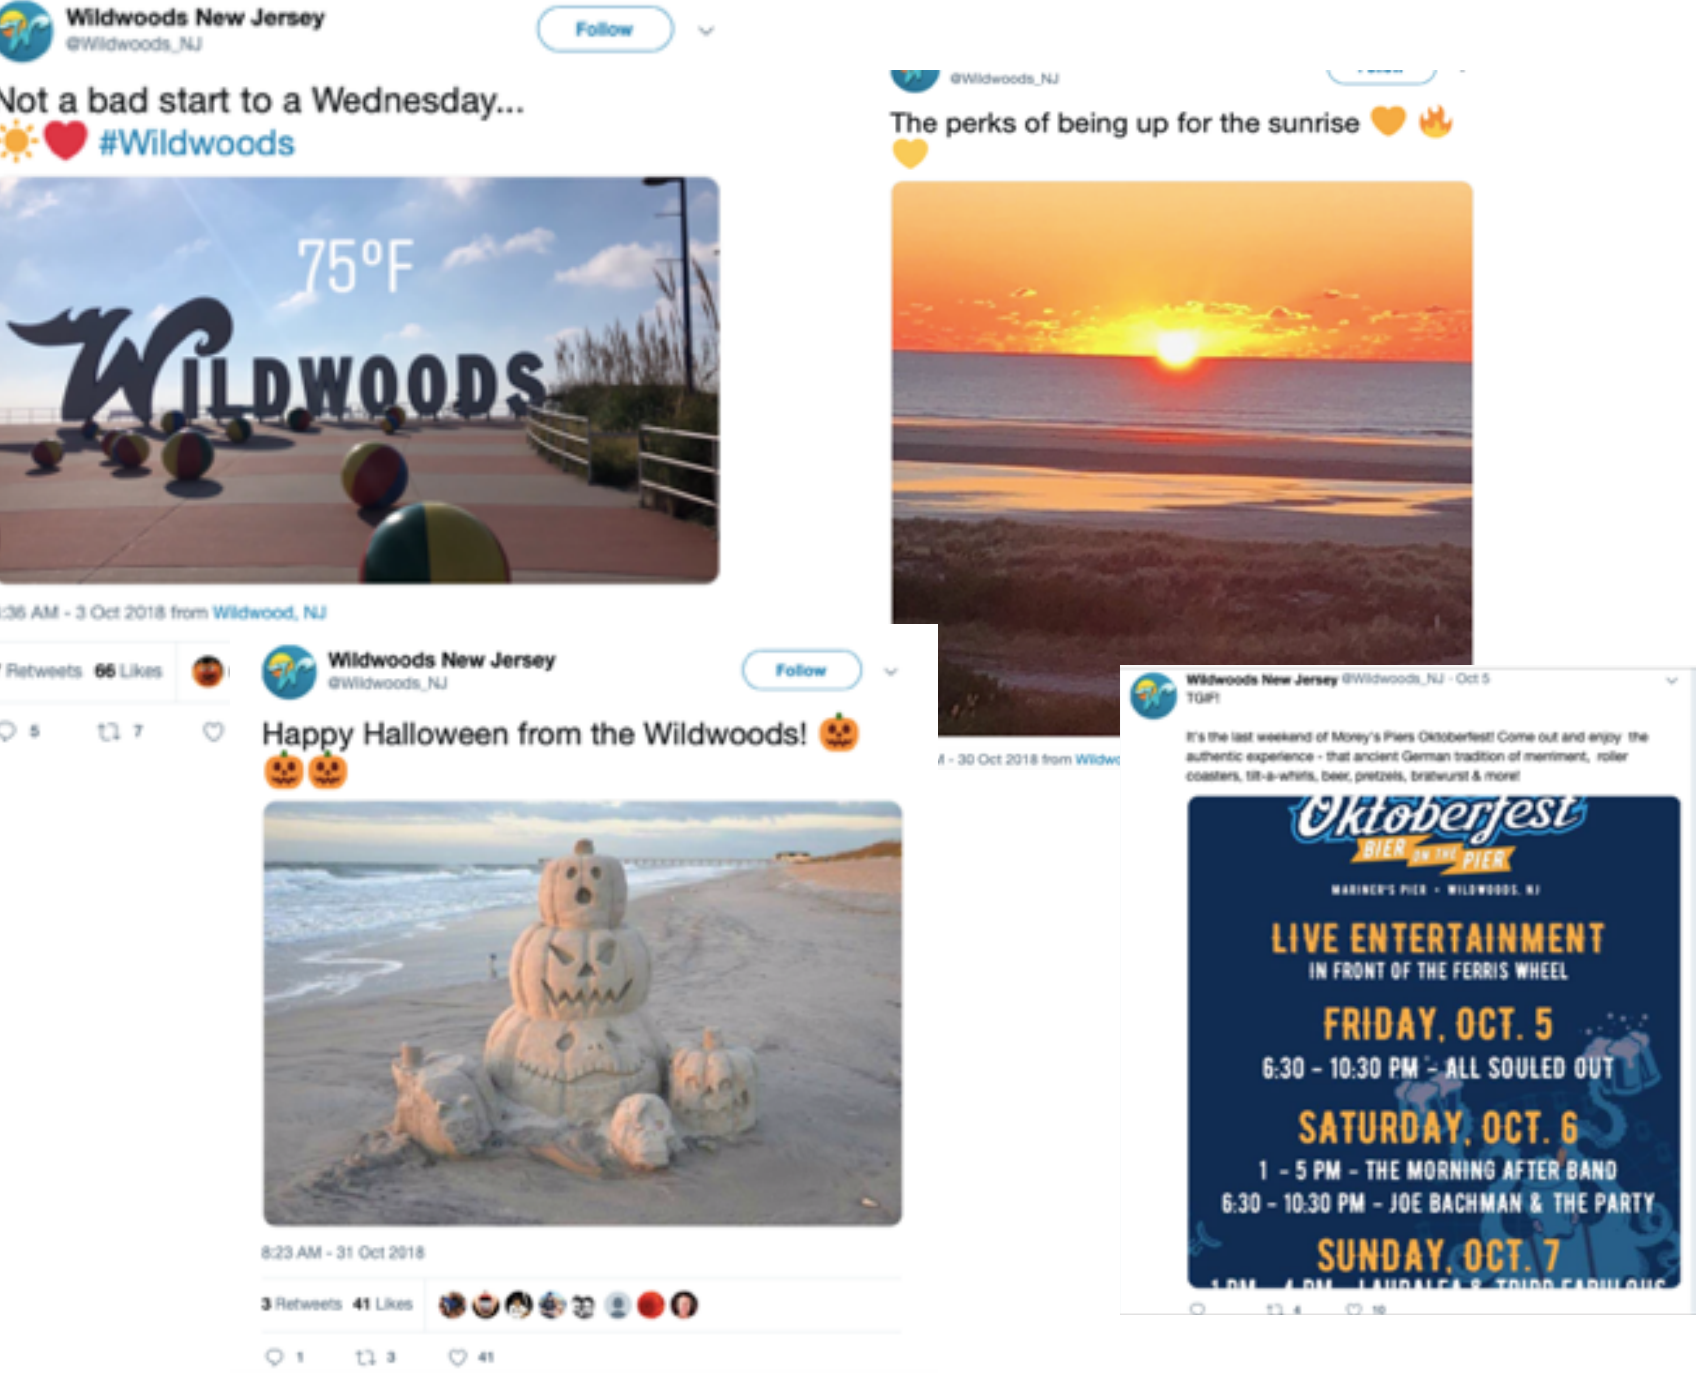 Wildwoods New Jersey
@Wildwoods_NJ
Follow
Not a bad start to a Wednesday...
#Wildwoods
75°F
WILDWOODS
:36 AM - 3 Oct 2018 from Wildwood, NJ
Retweets 66 Likes
5 7
@Wildwoods_NJ
The perks of being up for the sunrise
- 30 Oct 2018 from
Wildwoods New Jersey
@Wildwoods_NJ
Follow
Happy Halloween from the Wildwoods!
8:23 AM - 31 Oct 2018
3 Retweets 41 Likes
1 3 41
Wildwoods New Jersey @Wildwoods_NJ · Oct 5
TGIF!
It's the last weekend of Morey's Piers Oktoberfest! Come out and enjoy the
authentic experience - that ancient German tradition of merriment, roller
coasters, tilt-a-whirls, beer, pretzels, bratwurst & more!
Oktoberfest
BIER ON THE PIER
MARINER'S PIER • WILDWOODS, NJ
LIVE ENTERTAINMENT
IN FRONT OF THE FERRIS WHEEL
FRIDAY, OCT. 5
6:30 - 10:30 PM - ALL SOULED OUT
SATURDAY, OCT. 6
1 - 5 PM - THE MORNING AFTER BAND
6:30 - 10:30 PM - JOE BACHMAN & THE PARTY
SUNDAY, OCT. 7
4 10